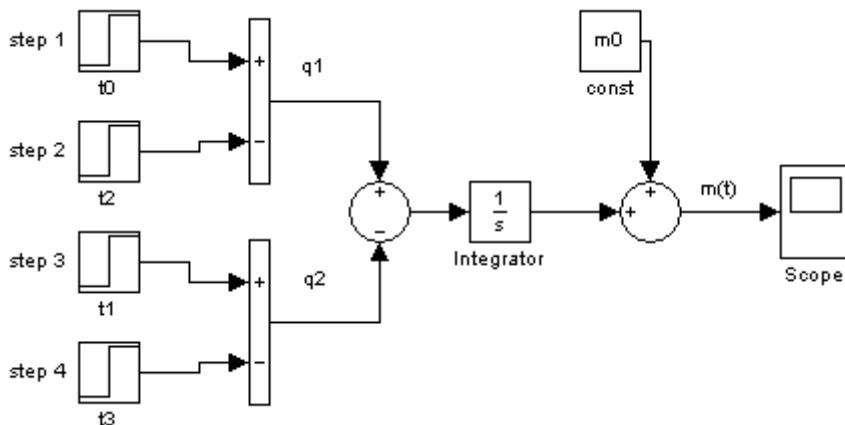 step 1
+
t0
q1
m0
const
step 2
−
t2
+
−
1
s
Integrator
+
+
m(t)
Scope
step 3
+
t1
q2
step 4
−
t3